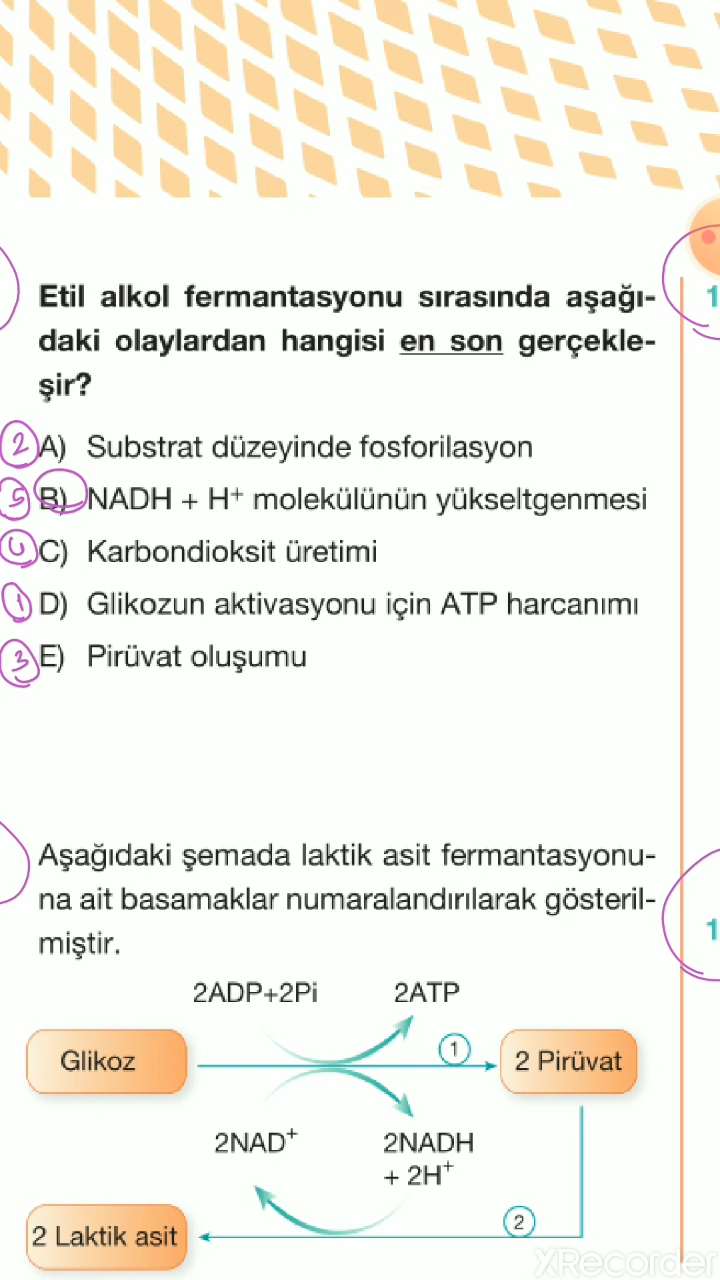 1
Etil alkol fermantasyonu sırasında aşağı-
daki olaylardan hangisi en son gerçekle-
şir?
2 A) Substrat düzeyinde fosforilasyon
5 B) NADH + H⁺ molekülünün yükseltgenmesi
C) Karbondioksit üretimi
1 D) Glikozun aktivasyonu için ATP harcanımı
3 E) Pirüvat oluşumu
Aşağıdaki şemada laktik asit fermantasyonu-
na ait basamaklar numaralandırılarak gösteril-
miştir.
1
2ADP+2Pi 2ATP
Glikoz 1 2 Pirüvat
2NAD⁺ 2NADH
+ 2H⁺
2 Laktik asit 2
XRecorder